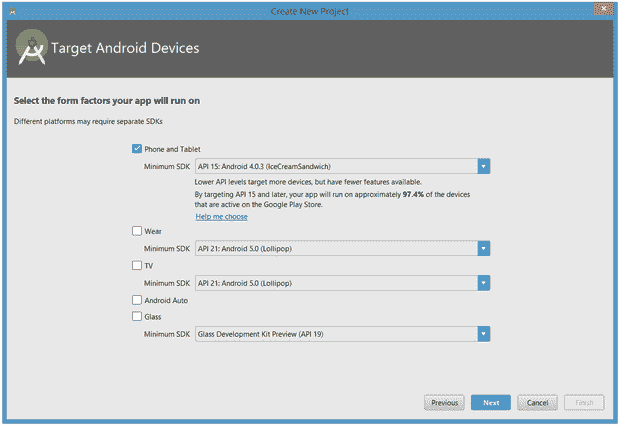 Create New Project
Target Android Devices
Select the form factors your app will run on
Different platforms may require separate SDKs
Phone and Tablet
Minimum SDK API 15: Android 4.0.3 (IceCreamSandwich)
Lower API levels target more devices, but have fewer features available.
By targeting API 15 and later, your app will run on approximately 97.4% of the devices
that are active on the Google Play Store.
Help me choose
Wear
Minimum SDK API 21: Android 5.0 (Lollipop)
TV
Minimum SDK API 21: Android 5.0 (Lollipop)
Android Auto
Glass
Minimum SDK Glass Development Kit Preview (API 19)
Previous Next Cancel Finish